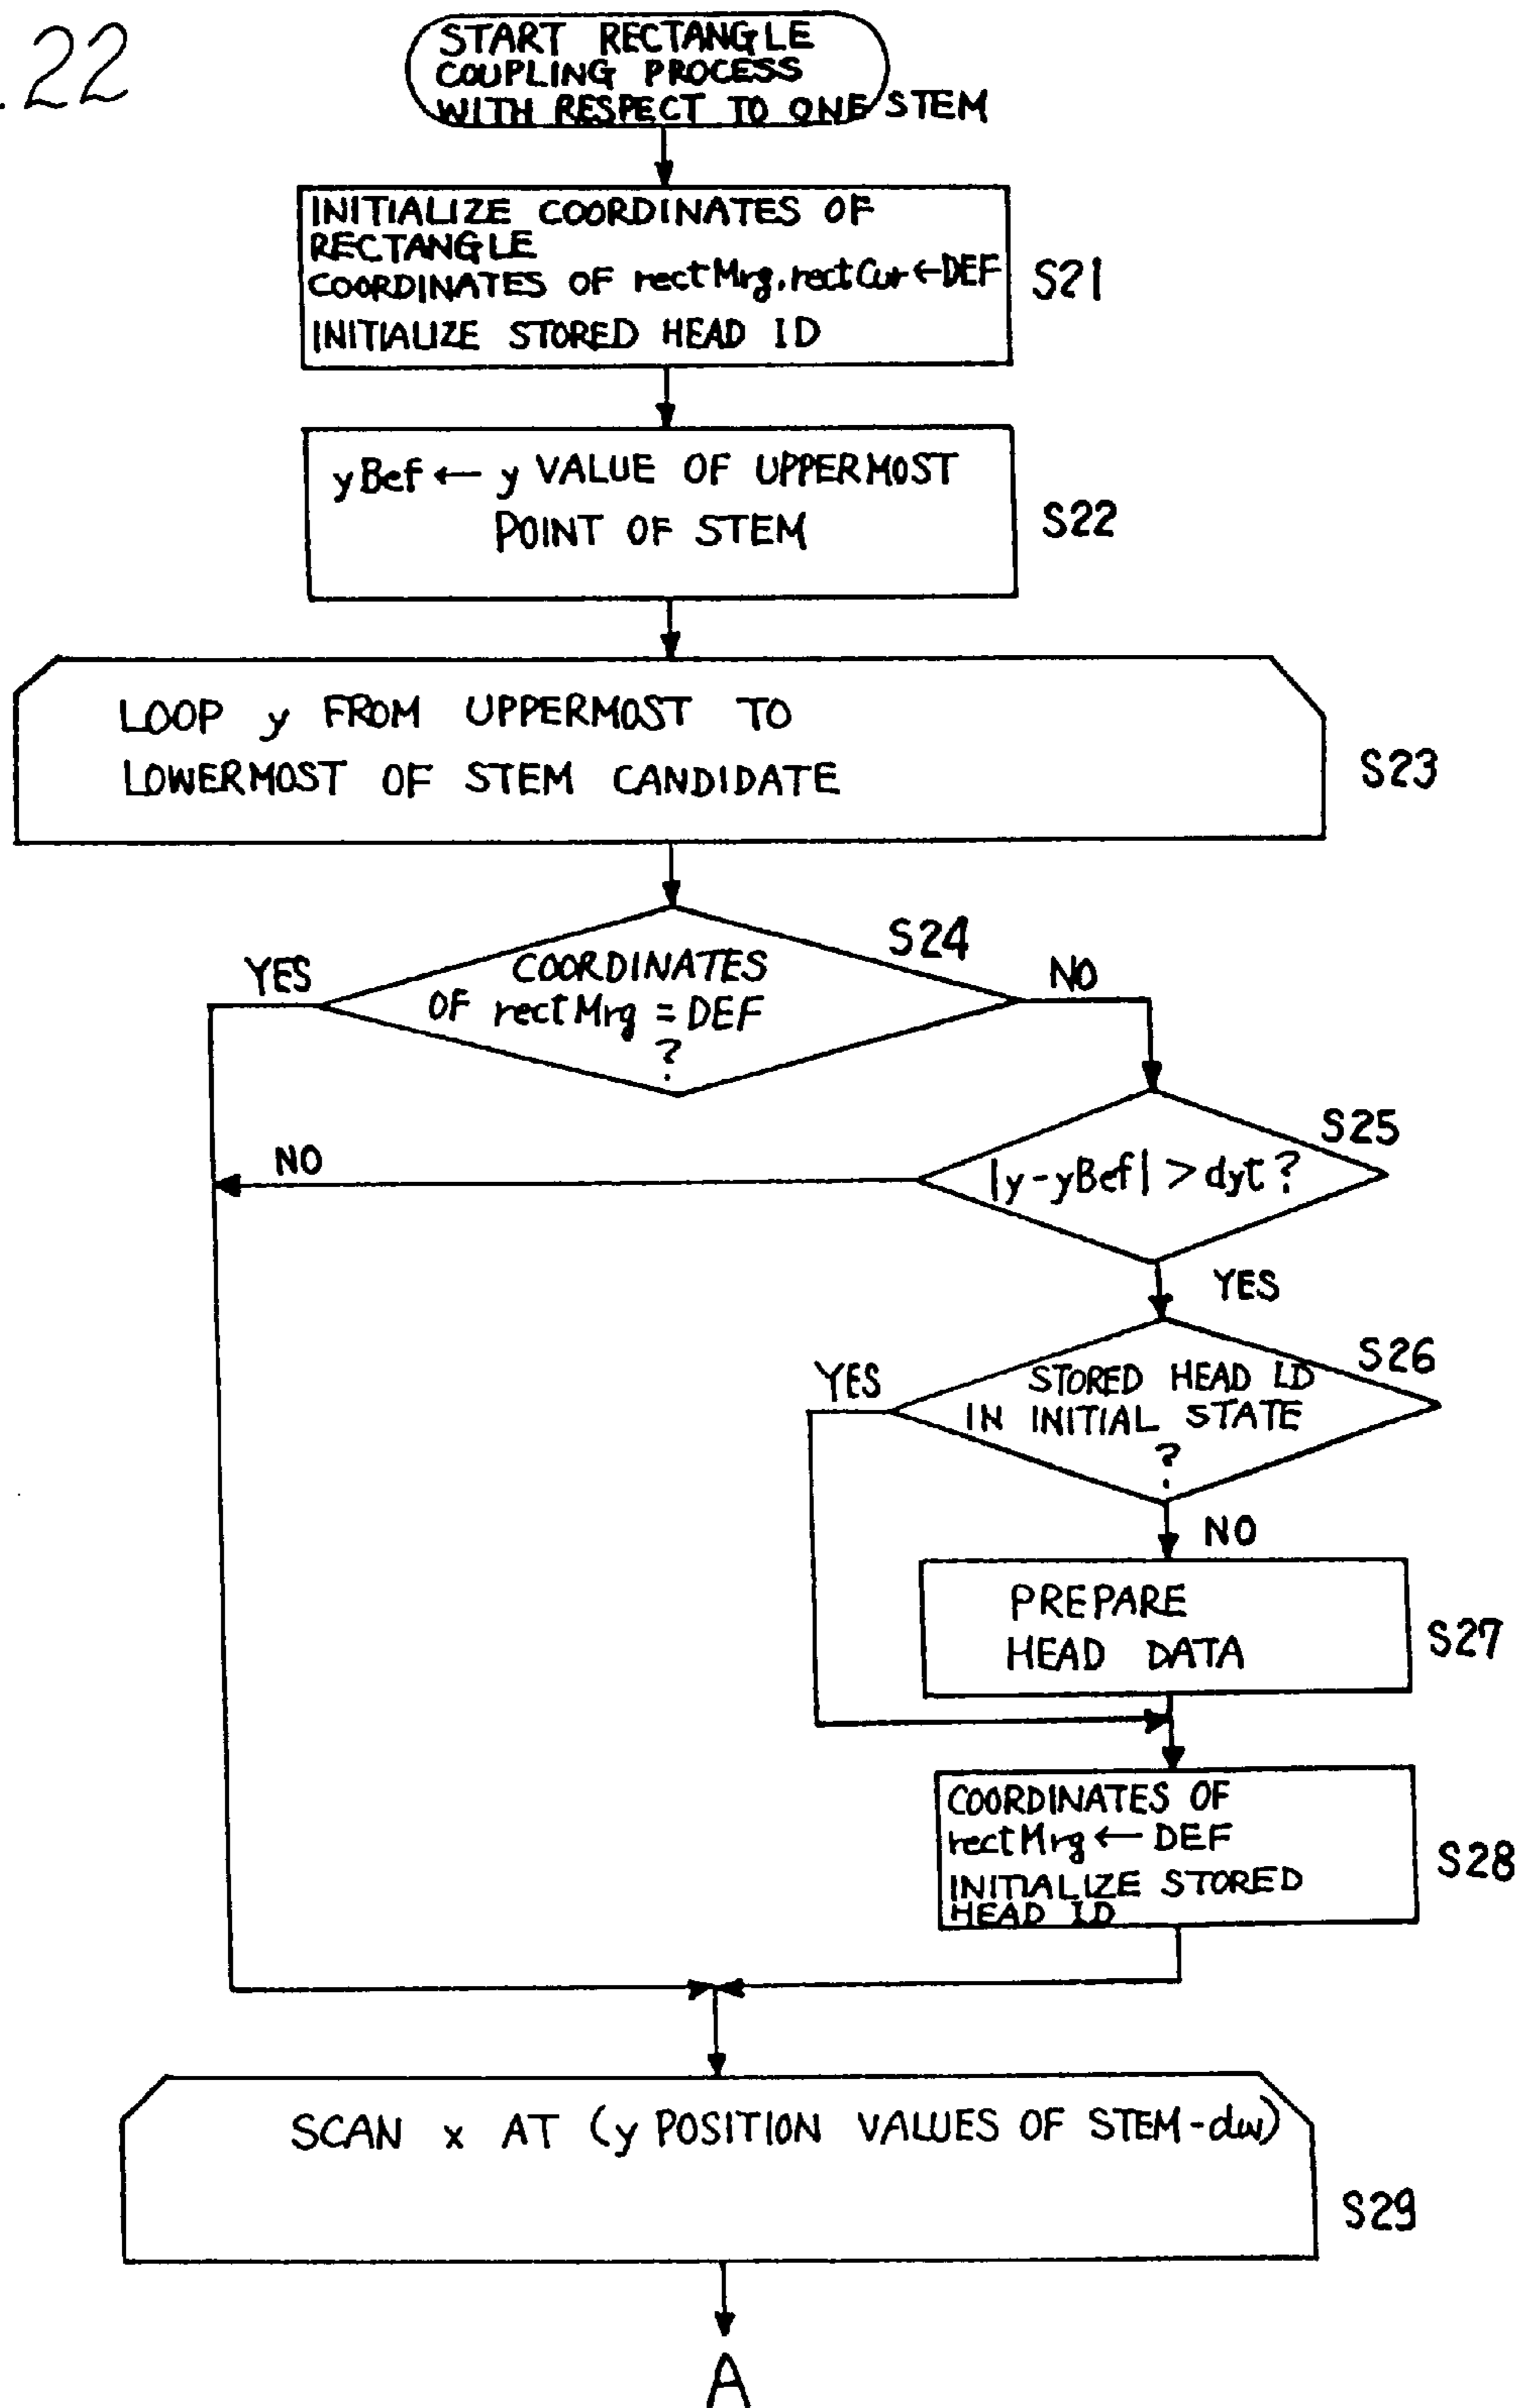 .22
START RECTANGLE
COUPLING PROCESS
WITH RESPECT TO ONE STEM
INITIALIZE COORDINATES OF
RECTANGLE
COORDINATES OF rectMrg.rectCur←DEF
INITIALIZE STORED HEAD ID
S21
yBef ← y VALUE OF UPPERMOST
POINT OF STEM
S22
LOOP y FROM UPPERMOST TO
LOWERMOST OF STEM CANDIDATE
S23
S24
YES
COORDINATES
OF rectMrg = DEF
?
NO
S25
NO
|y-yBef| > dyt ?
YES
S26
YES
STORED HEAD ID
IN INITIAL STATE
?
NO
PREPARE
HEAD DATA
S27
COORDINATES OF
rectMrg ← DEF
INITIALIZE STORED
HEAD ID
S28
SCAN x AT (y POSITION VALUES OF STEM-dw)
S29
A